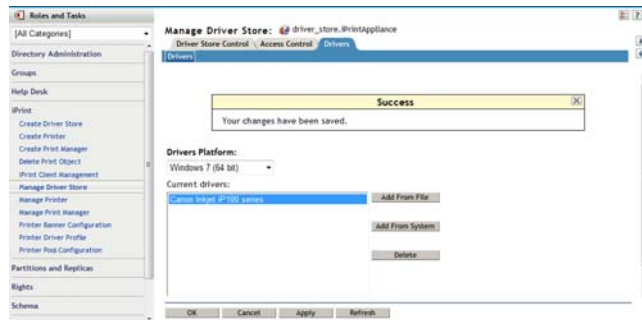 Roles and Tasks
[All Categories]
Directory Administration
Groups
Help Desk
iPrint
Create Driver Store
Create Printer
Create Print Manager
Delete Print Object
iPrint Client Management
Manage Driver Store
Manage Printer
Manage Print Manager
Printer Banner Configuration
Printer Driver Profile
Printer Pool Configuration
Partitions and Replicas
Rights
Schema
Manage Driver Store: driver_store.iPrintAppliance
Driver Store Control Access Control Drivers
Drivers
Success
Your changes have been saved.
Drivers Platform:
Windows 7 (64 bit)
Current drivers:
Canon Inkjet iP100 series
Add From File
Add From System
Delete
OK Cancel Apply Refresh